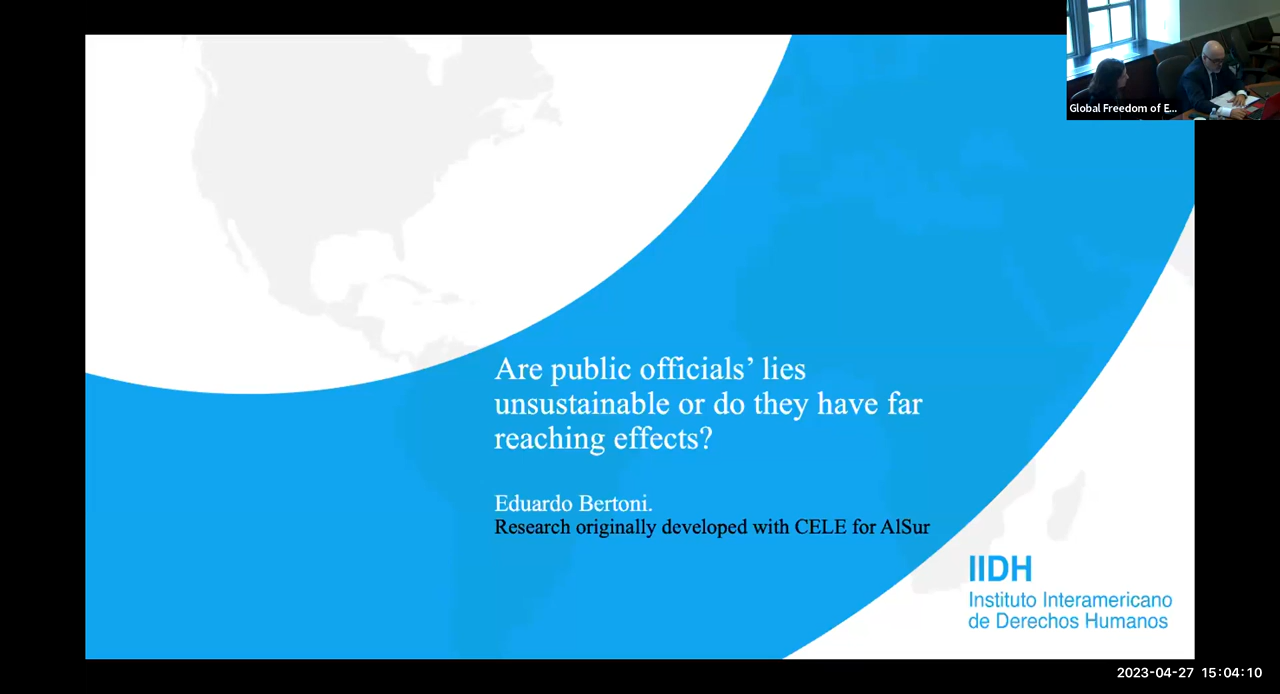 Global Freedom of E...
Are public officials’ lies
unsustainable or do they have far
reaching effects?
Eduardo Bertoni.
Research originally developed with CELE for AlSur
IIDH
Instituto Interamericano
de Derechos Humanos
2023-04-27 15:04:10